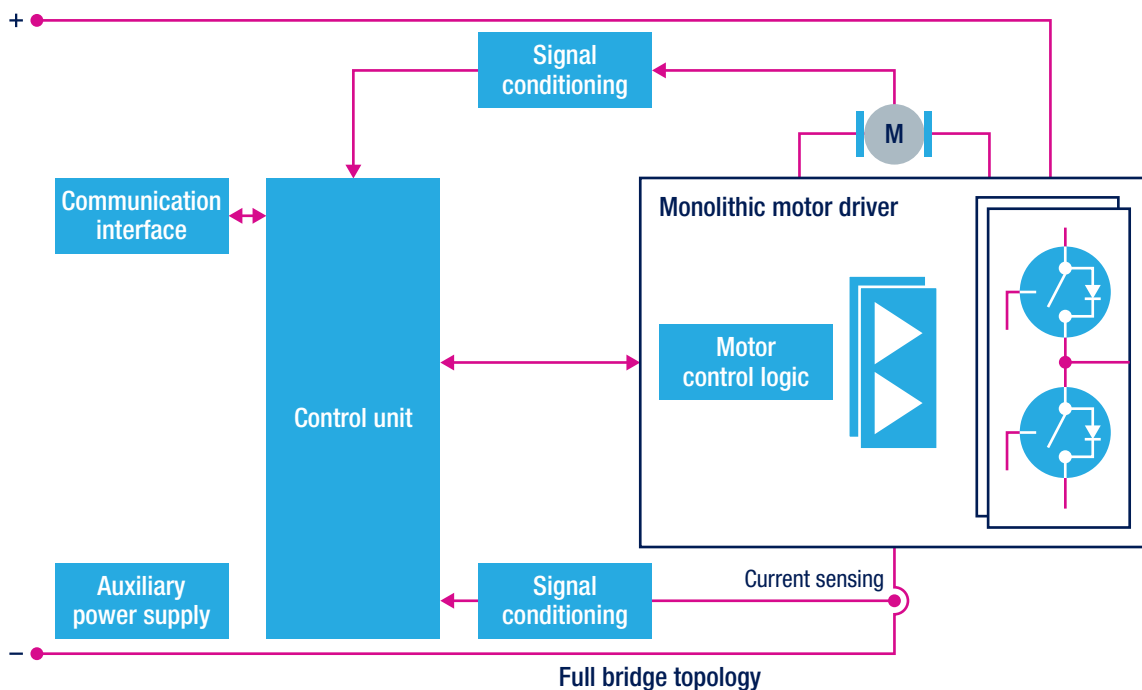 +
Signal
conditioning
M
Communication
interface
Monolithic motor driver
Motor
control logic
Control unit
Auxiliary
power supply
Signal
conditioning
Current sensing
–
Full bridge topology